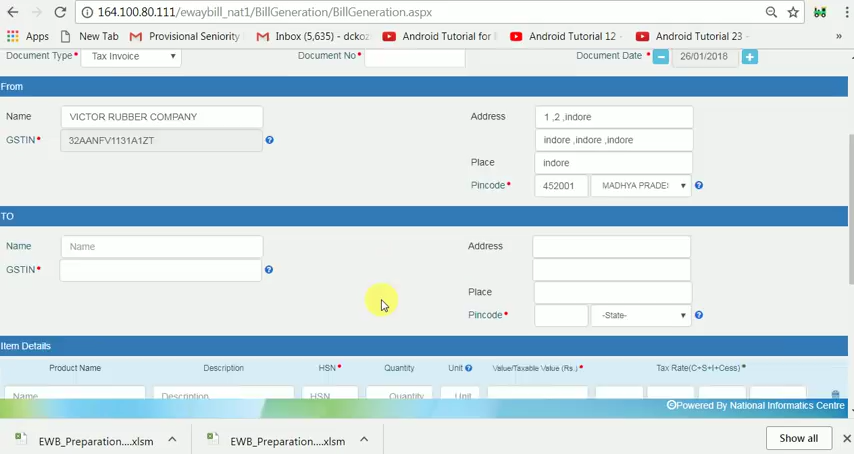 164.100.80.111/ewaybill_nat1/BillGeneration/BillGeneration.aspx
Apps New Tab Provisional Seniority Inbox (5,635) - dckoz Android Tutorial for Android Tutorial 12 - Android Tutorial 23 - »
Document Type • Tax Invoice Document No • Document Date • 26/01/2018
From
Name VICTOR RUBBER COMPANY Address 1 ,2 ,indore
GSTIN • 32AANFV1131A1ZT indore ,indore ,indore
Place indore
Pincode • 452001 MADHYA PRADE
TO
Name Name Address
GSTIN •
Place
Pincode • -State-
Item Details
Product Name Description HSN • Quantity Unit Value/Taxable Value (Rs.) • Tax Rate(C+S+I+Cess) •
Name Description HSN Quantity Unit
©Powered By National Informatics Centre
EWB_Preparation....xlsm EWB_Preparation....xlsm Show all